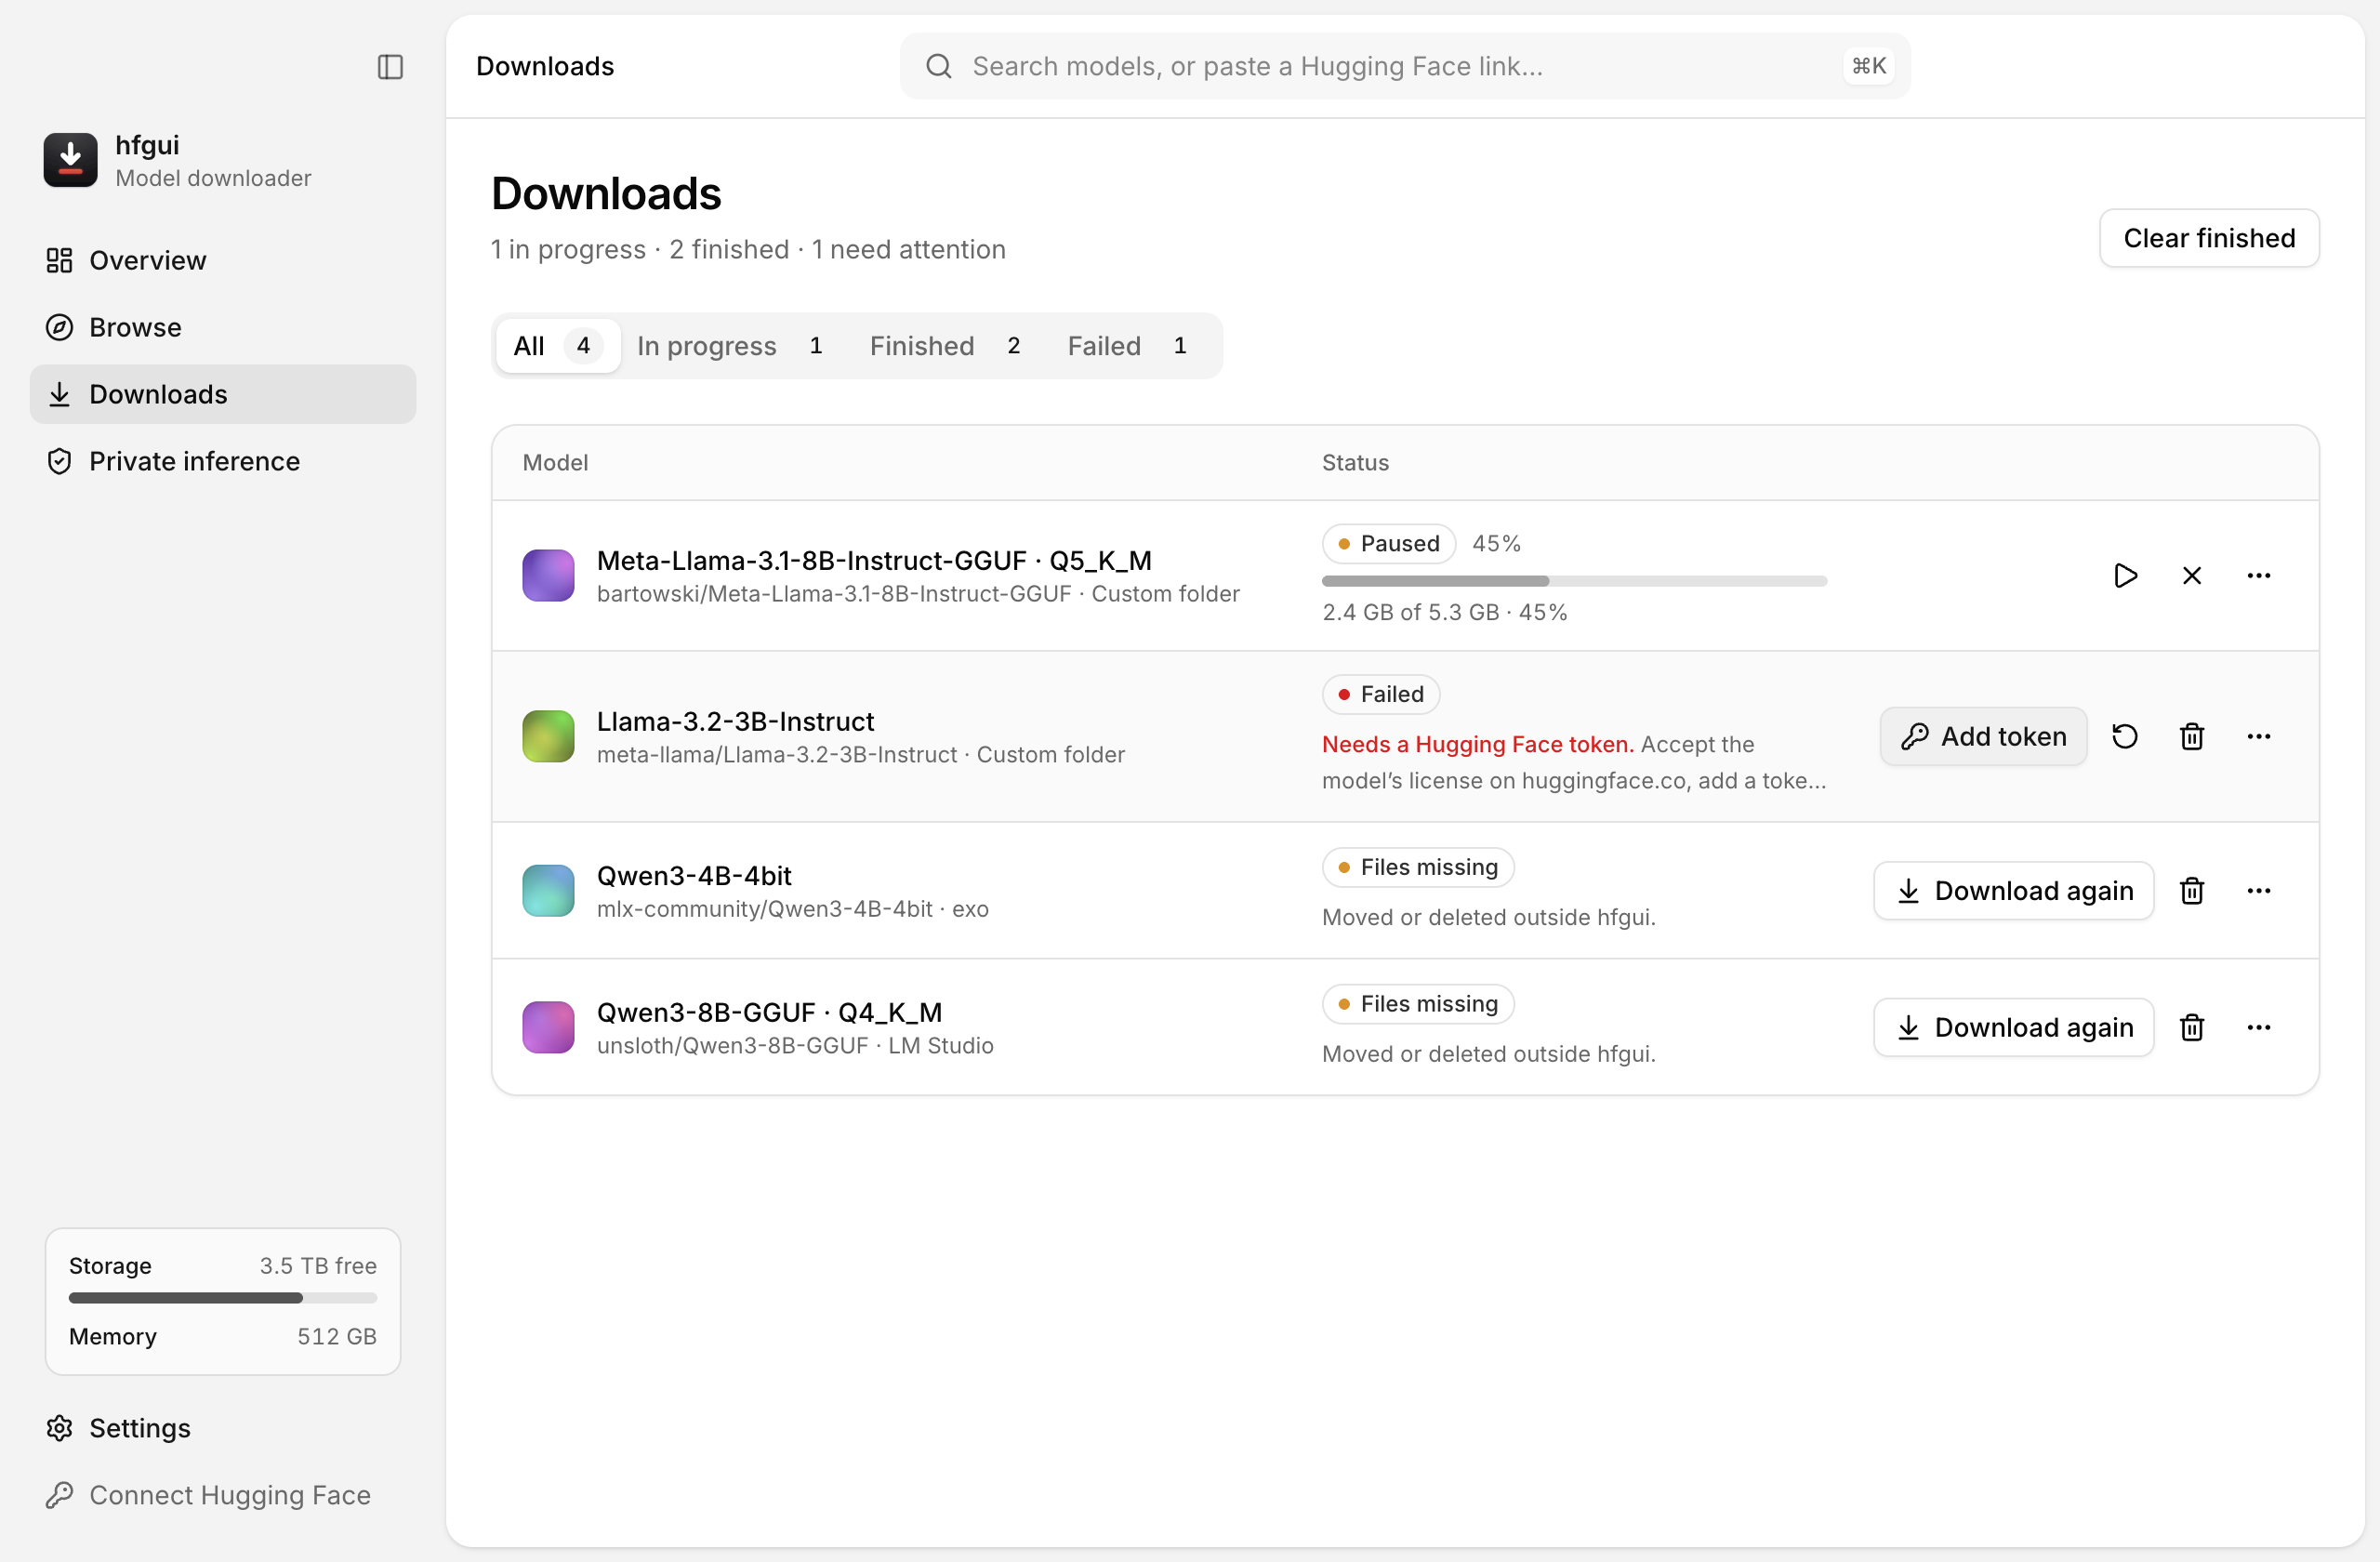 Downloads
Search models, or paste a Hugging Face link...
⌘K
hfgui
Model downloader
Overview
Browse
Downloads
Private inference
Downloads
1 in progress · 2 finished · 1 need attention
Clear finished
All 4 In progress 1 Finished 2 Failed 1
Model Status
Meta-Llama-3.1-8B-Instruct-GGUF · Q5_K_M
bartowski/Meta-Llama-3.1-8B-Instruct-GGUF · Custom folder
Paused 45%
2.4 GB of 5.3 GB · 45%
Llama-3.2-3B-Instruct
meta-llama/Llama-3.2-3B-Instruct · Custom folder
Failed
Needs a Hugging Face token. Accept the
model’s license on huggingface.co, add a toke...
Add token
Qwen3-4B-4bit
mlx-community/Qwen3-4B-4bit · exo
Files missing
Moved or deleted outside hfgui.
Download again
Qwen3-8B-GGUF · Q4_K_M
unsloth/Qwen3-8B-GGUF · LM Studio
Files missing
Moved or deleted outside hfgui.
Download again
Storage 3.5 TB free
Memory 512 GB
Settings
Connect Hugging Face